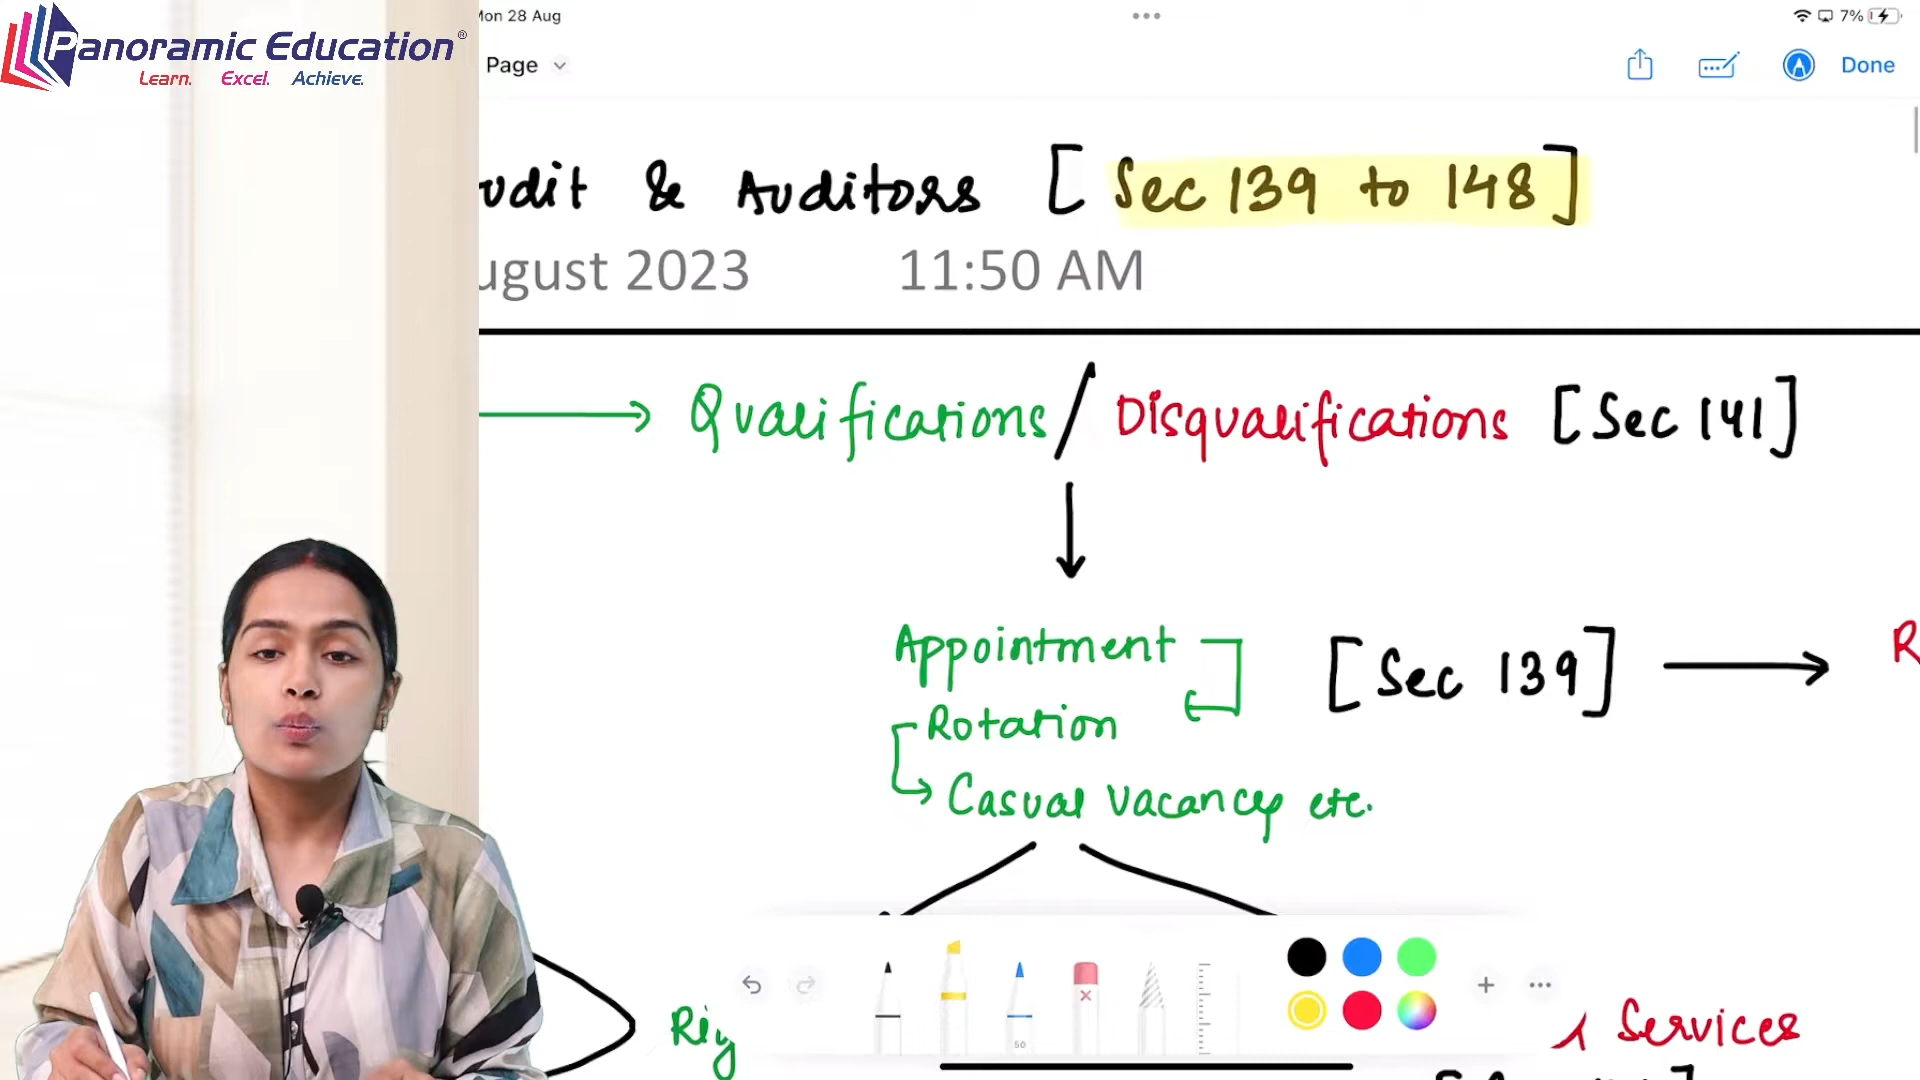 Mon 28 Aug
7%
Panoramic Education®
Learn. Excel. Achieve.
Page
Done
udit & Auditors [Sec 139 to 148]
ugust 2023 11:50 AM
Qualifications / Disqualifications [Sec 141]
Appointment
[Sec 139]
R
Rotation
Casual vacancy etc.
50
Rig
Services